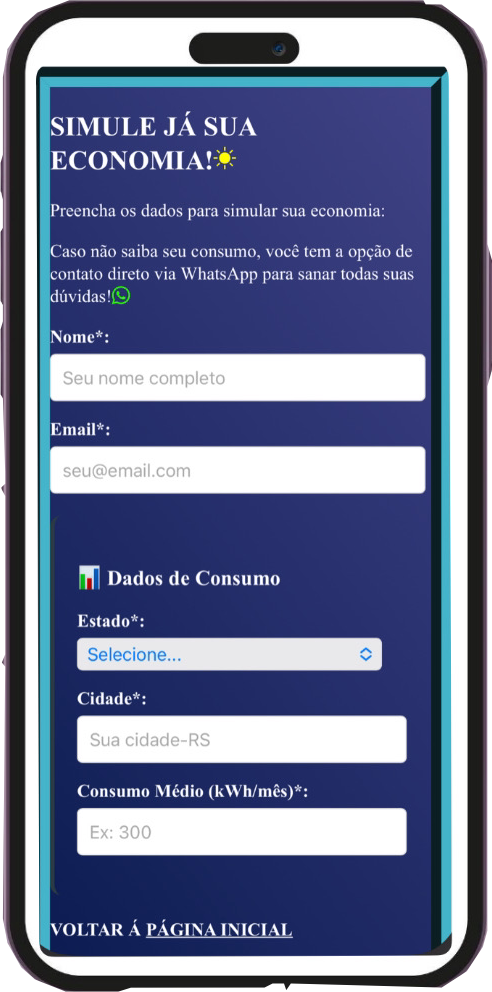 SIMULE JÁ SUA
ECONOMIA!☀
Preencha os dados para simular sua economia:
Caso não saiba seu consumo, você tem a opção de
contato direto via WhatsApp para sanar todas suas
dúvidas!
Nome*:
Seu nome completo
Email*:
seu@email.com
📊 Dados de Consumo
Estado*:
Selecione...
Cidade*:
Sua cidade-RS
Consumo Médio (kWh/mês)*:
Ex: 300
VOLTAR Á PÁGINA INICIAL